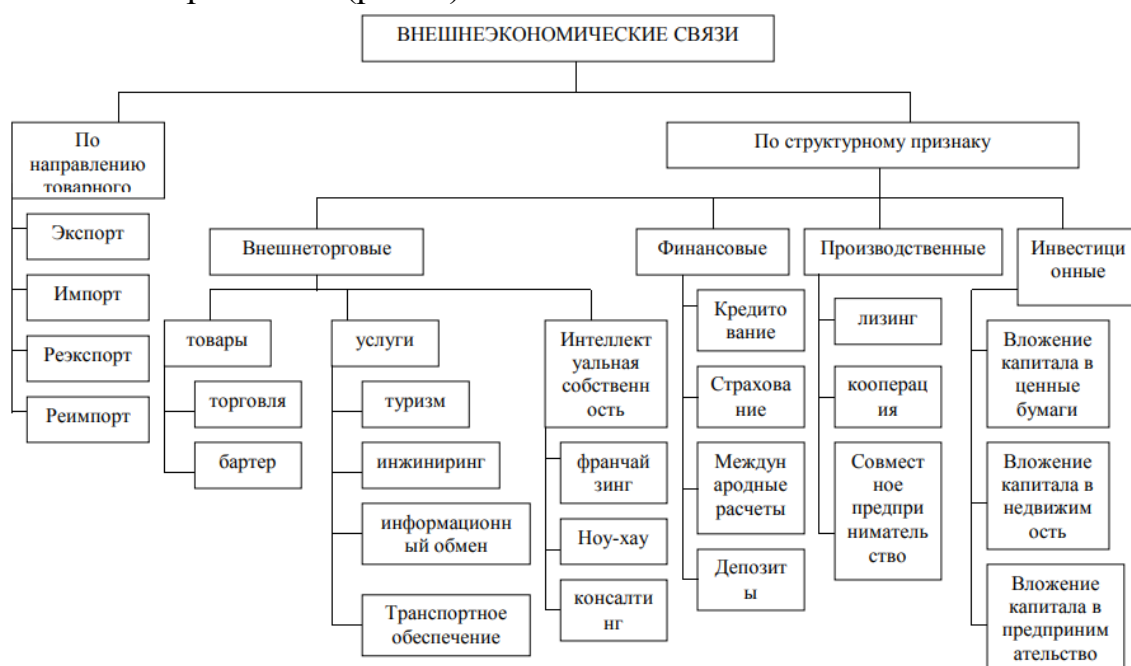 ВНЕШНЕЭКОНОМИЧЕСКИЕ СВЯЗИ
По
направлению
товарного
Экспорт
Импорт
Реэкспорт
Реимпорт
По структурному признаку
Внешнеторговые
товары
торговля
бартер
услуги
туризм
инжиниринг
информационн
ый обмен
Транспортное
обеспечение
Интеллект
уальная
собственн
ость
франчай
зинг
Ноу-хау
консалти
нг
Финансовые
Кредито
вание
Страхова
ние
Междун
ародные
расчеты
Депозит
ы
Производственные
лизинг
кооперац
ия
Совмест
ное
предпри
ниматель
ство
Инвестици
онные
Вложение
капитала в
ценные
бумаги
Вложение
капитала в
недвижим
ость
Вложение
капитала в
предприним
ательство